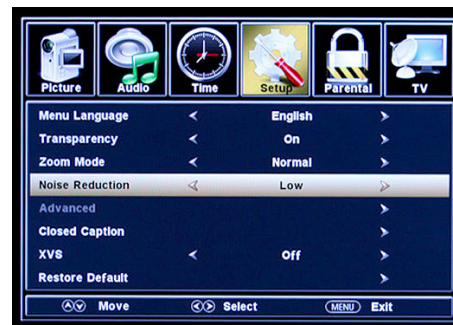 Picture Audio Time Setup Parental TV
Menu Language English
Transparency On
Zoom Mode Normal
Noise Reduction Low
Advanced
Closed Caption
XVS Off
Restore Default
Move Select MENU Exit